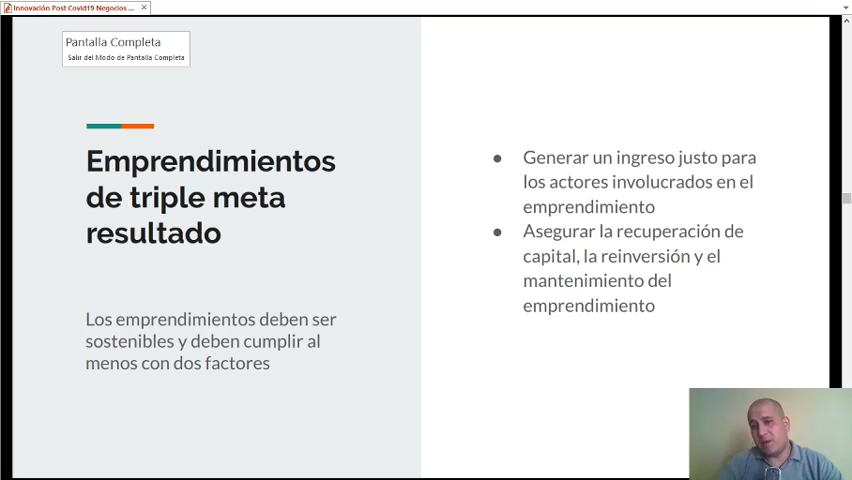 Innovación Post Covid19 Negocios ...
Pantalla Completa
Salir del Modo de Pantalla Completa
Emprendimientos
de triple meta
resultado
Los emprendimientos deben ser
sostenibles y deben cumplir al
menos con dos factores
● Generar un ingreso justo para
los actores involucrados en el
emprendimiento
● Asegurar la recuperación de
capital, la reinversión y el
mantenimiento del
emprendimiento